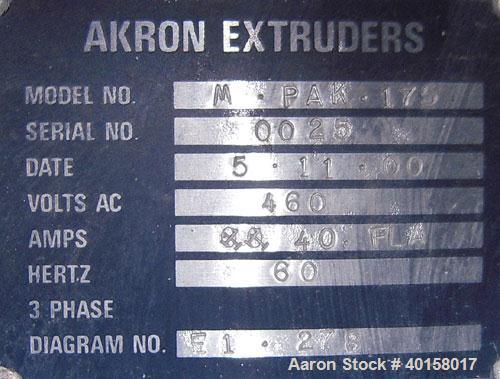 AKRON EXTRUDERS
MODEL NO. M·PAK·175
SERIAL NO. 0025
DATE 5·11·00
VOLTS AC 460
AMPS 40 FLA
HERTZ 60
3 PHASE
DIAGRAM NO. E1·278
Aaron Stock # 40158017